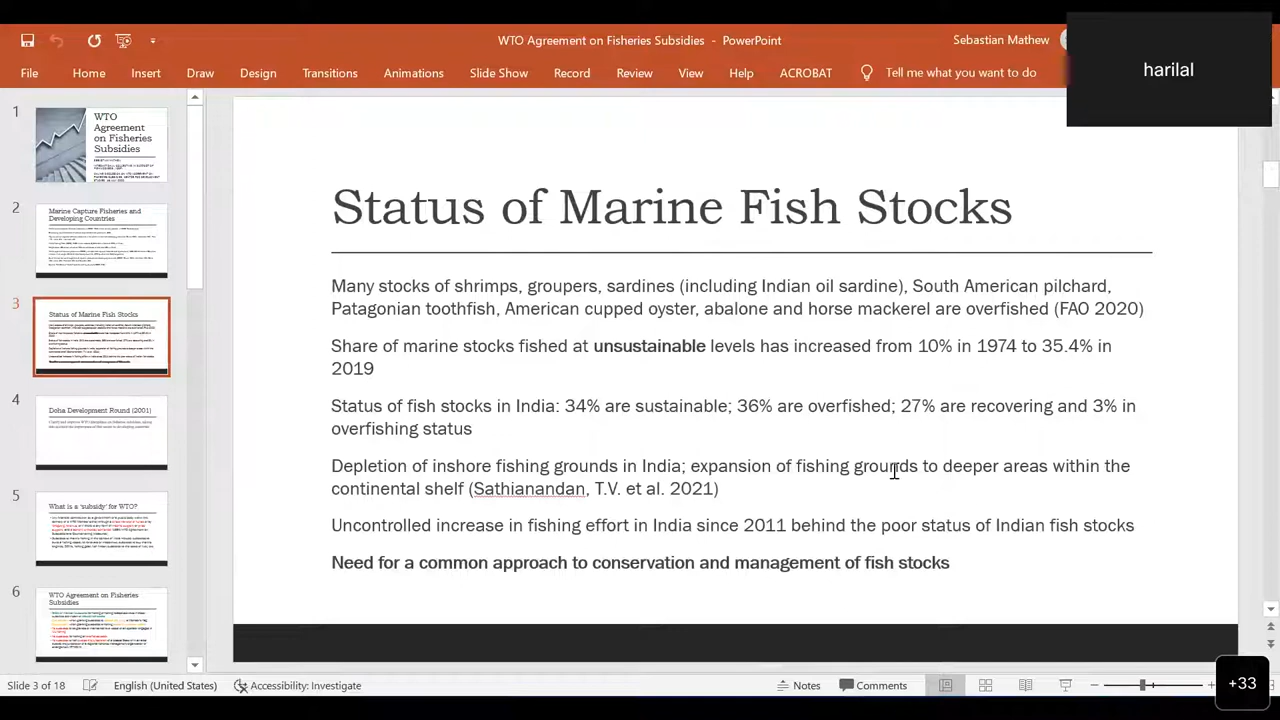 WTO Agreement on Fisheries Subsidies - PowerPoint
Sebastian Mathew
harilal
File Home Insert Draw Design Transitions Animations Slide Show Record Review View Help ACROBAT Tell me what you want to do
1
WTO
Agreement
on Fisheries
Subsidies
2
Marine Capture Fisheries and
Developing Countries
3
Status of Marine Fish Stocks
4
Doha Development Round (2001)
5
What is a 'subsidy' for WTO?
6
WTO Agreement on Fisheries
Subsidies
Status of Marine Fish Stocks
Many stocks of shrimps, groupers, sardines (including Indian oil sardine), South American pilchard,
Patagonian toothfish, American cupped oyster, abalone and horse mackerel are overfished (FAO 2020)
Share of marine stocks fished at unsustainable levels has increased from 10% in 1974 to 35.4% in
2019
Status of fish stocks in India: 34% are sustainable; 36% are overfished; 27% are recovering and 3% in
overfishing status
Depletion of inshore fishing grounds in India; expansion of fishing grounds to deeper areas within the
continental shelf (Sathianandan, T.V. et al. 2021)
Uncontrolled increase in fishing effort in India since 2011 behind the poor status of Indian fish stocks
Need for a common approach to conservation and management of fish stocks
Slide 3 of 18 English (United States) Accessibility: Investigate Notes Comments
+33